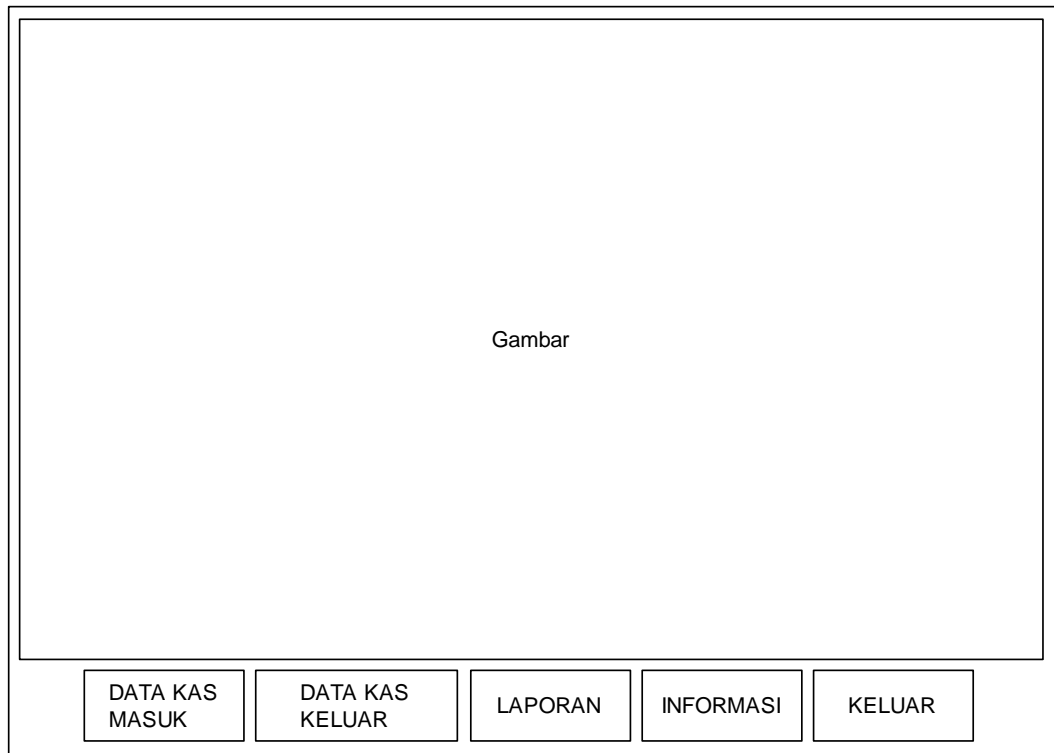 Gambar
DATA KAS
MASUK
DATA KAS
KELUAR
LAPORAN
INFORMASI
KELUAR